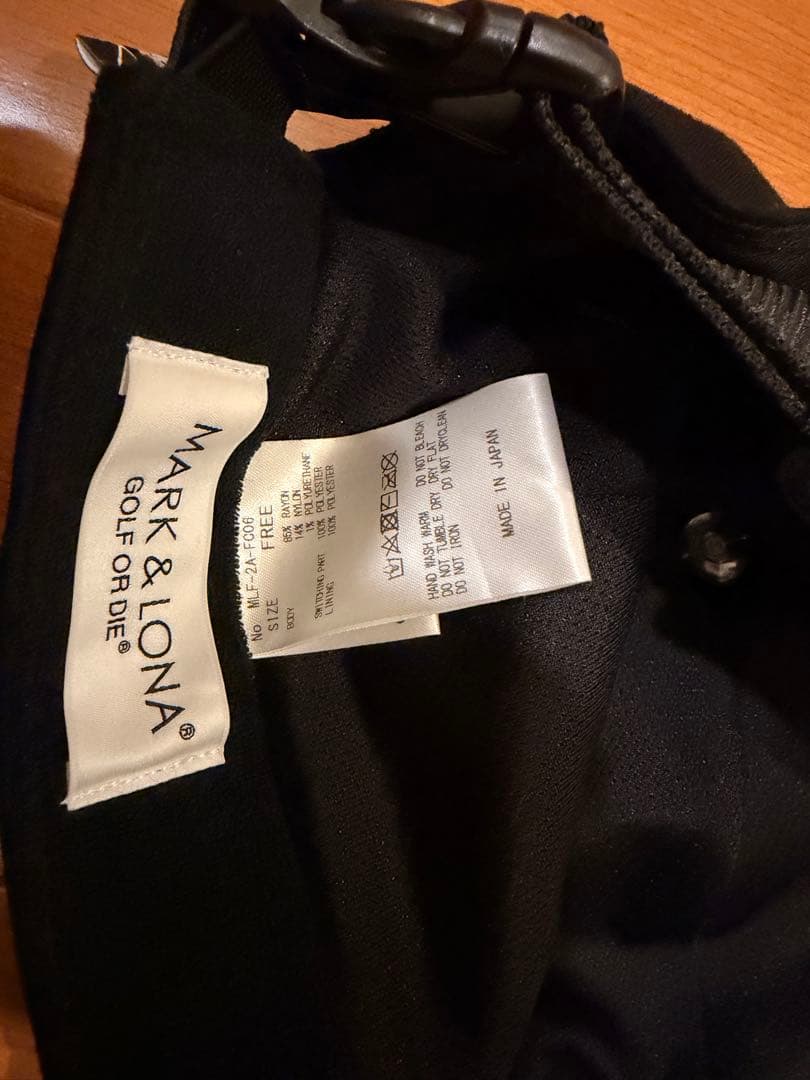 MARK & LONA®
GOLF OR DIE®
No MLF-2A-FC06
SIZE FREE
BODY 85% RAYON
14% NYLON
1% POLYURETHANE
SWITCHING PART 100% POLYESTER
LINING 100% POLYESTER
HAND WASH WARM DO NOT BLEACH
DO NOT TUMBLE DRY DRY FLAT
DO NOT IRON DO NOT DRYCLEAN
MADE IN JAPAN